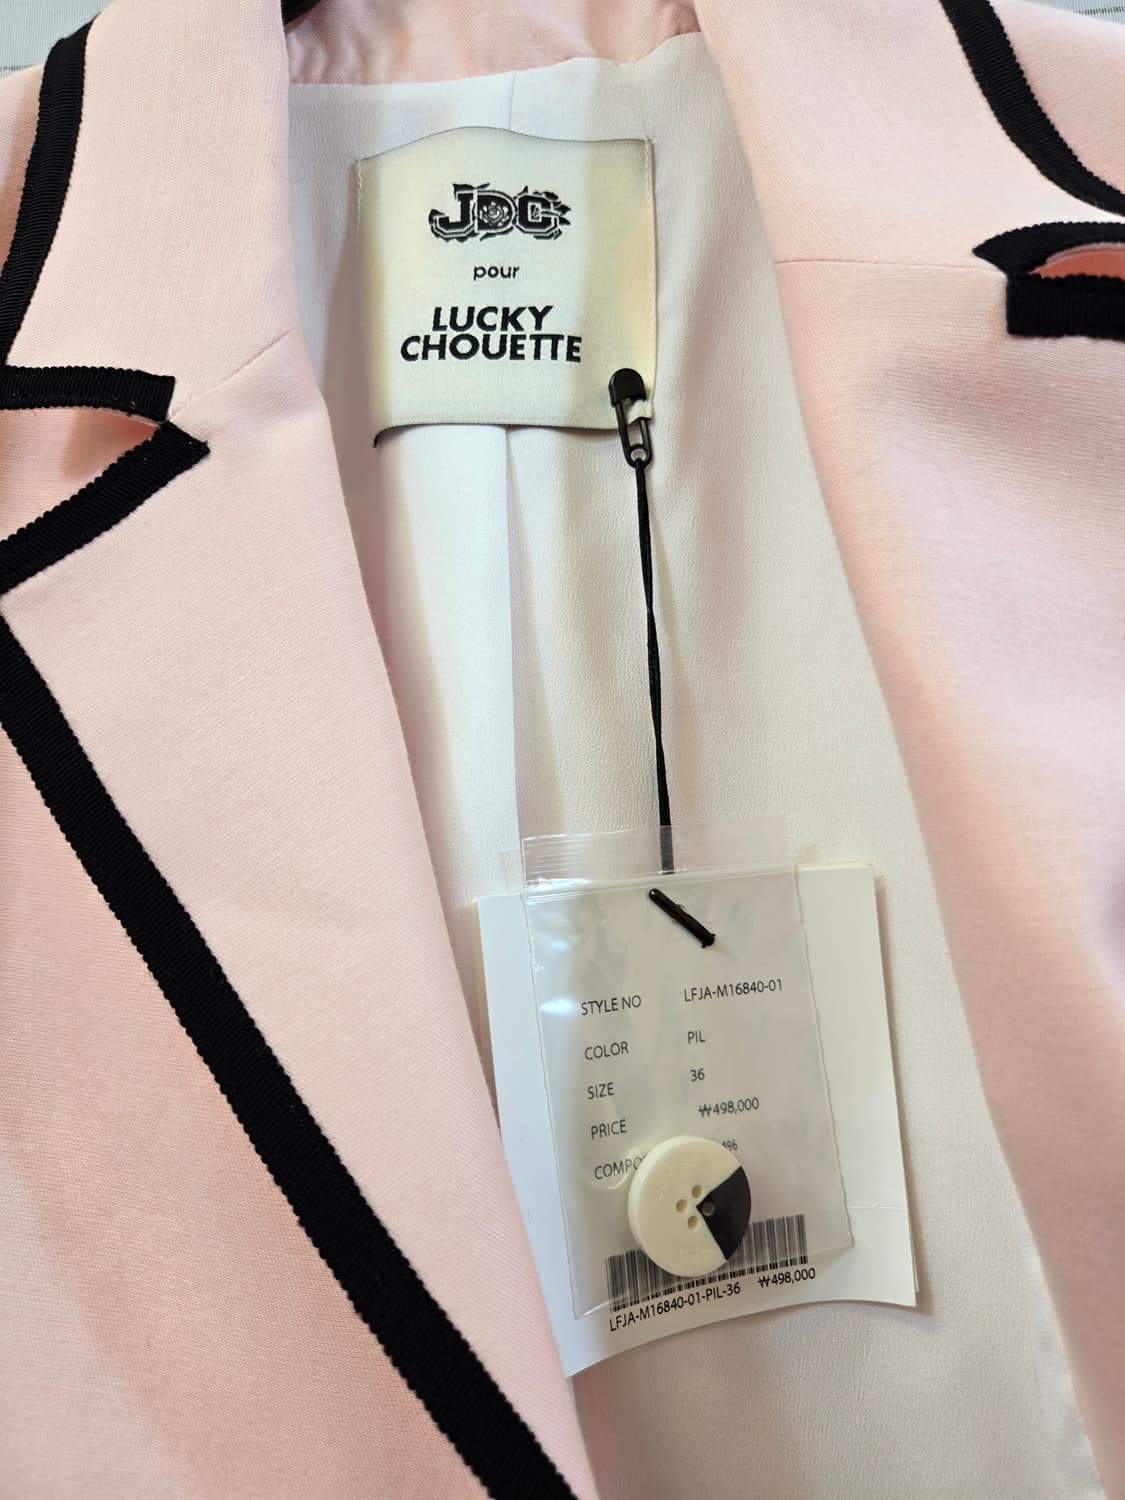 JDC
pour
LUCKY
CHOUETTE
STYLE NO LFJA-M16840-01
COLOR PIL
SIZE 36
PRICE ₩498,000
LFJA-M16840-01-PIL-36 ₩498,000